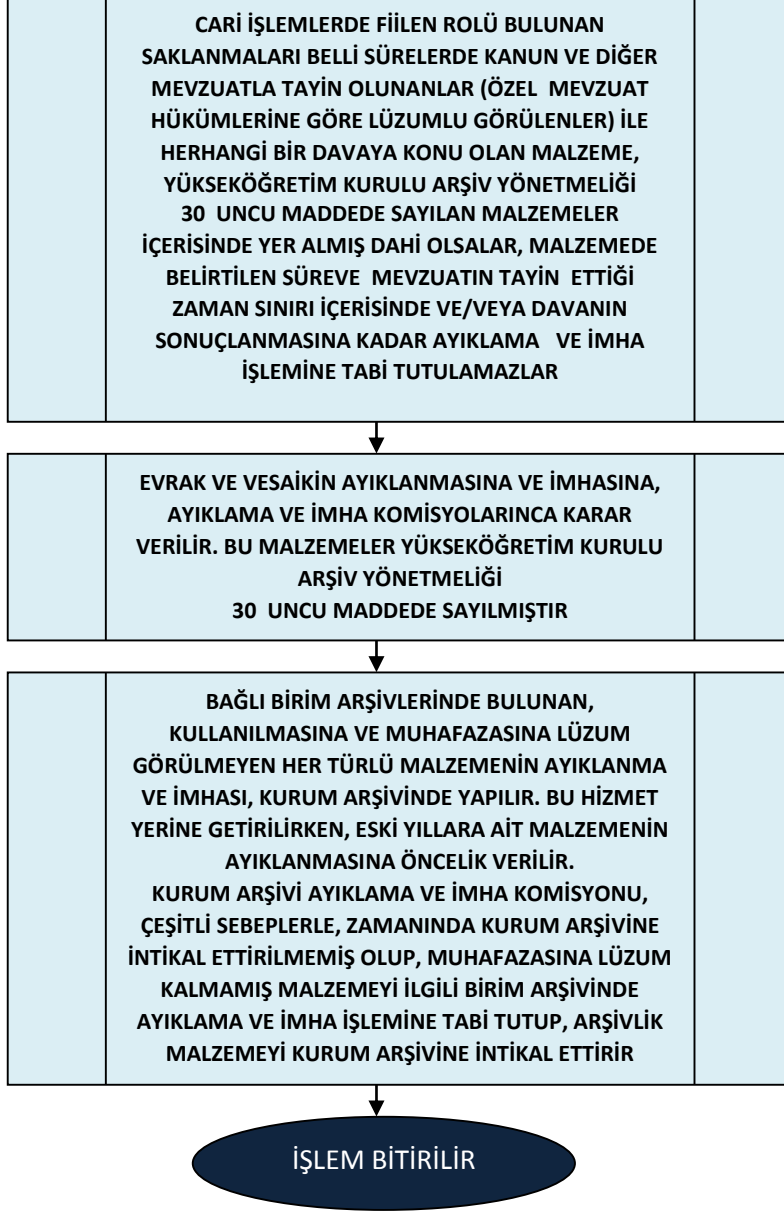 CARİ İŞLEMLERDE FİİLEN ROLÜ BULUNAN
SAKLANMALARI BELLİ SÜRELERDE KANUN VE DİĞER
MEVZUATLA TAYİN OLUNANLAR (ÖZEL MEVZUAT
HÜKÜMLERİNE GÖRE LÜZUMLU GÖRÜLENLER) İLE
HERHANGİ BİR DAVAYA KONU OLAN MALZEME,
YÜKSEKÖĞRETİM KURULU ARŞİV YÖNETMELİĞİ
30 UNCU MADDEDE SAYILAN MALZEMELER
İÇERİSİNDE YER ALMIŞ DAHİ OLSALAR, MALZEMEDE
BELİRTİLEN SÜREVE MEVZUATIN TAYİN ETTİĞİ
ZAMAN SINIRI İÇERİSİNDE VE/VEYA DAVANIN
SONUÇLANMASINA KADAR AYIKLAMA VE İMHA
İŞLEMİNE TABİ TUTULAMAZLAR
EVRAK VE VESAİKİN AYIKLANMASINA VE İMHASINA,
AYIKLAMA VE İMHA KOMİSYOLARINCA KARAR
VERİLİR. BU MALZEMELER YÜKSEKÖĞRETİM KURULU
ARŞİV YÖNETMELİĞİ
30 UNCU MADDEDE SAYILMIŞTIR
BAĞLI BİRİM ARŞİVLERİNDE BULUNAN,
KULLANILMASINA VE MUHAFAZASINA LÜZUM
GÖRÜLMEYEN HER TÜRLÜ MALZEMENİN AYIKLANMA
VE İMHASI, KURUM ARŞİVİNDE YAPILIR. BU HİZMET
YERİNE GETİRİLİRKEN, ESKİ YILLARA AİT MALZEMENİN
AYIKLANMASINA ÖNCELİK VERİLİR.
KURUM ARŞİVİ AYIKLAMA VE İMHA KOMİSYONU,
ÇEŞİTLİ SEBEPLERLE, ZAMANINDA KURUM ARŞİVİNE
İNTİKAL ETTİRİLMEMİŞ OLUP, MUHAFAZASINA LÜZUM
KALMAMIŞ MALZEMEYİ İLGİLİ BİRİM ARŞİVİNDE
AYIKLAMA VE İMHA İŞLEMİNE TABİ TUTUP, ARŞİVLİK
MALZEMEYİ KURUM ARŞİVİNE İNTİKAL ETTİRİR
İŞLEM BİTİRİLİR